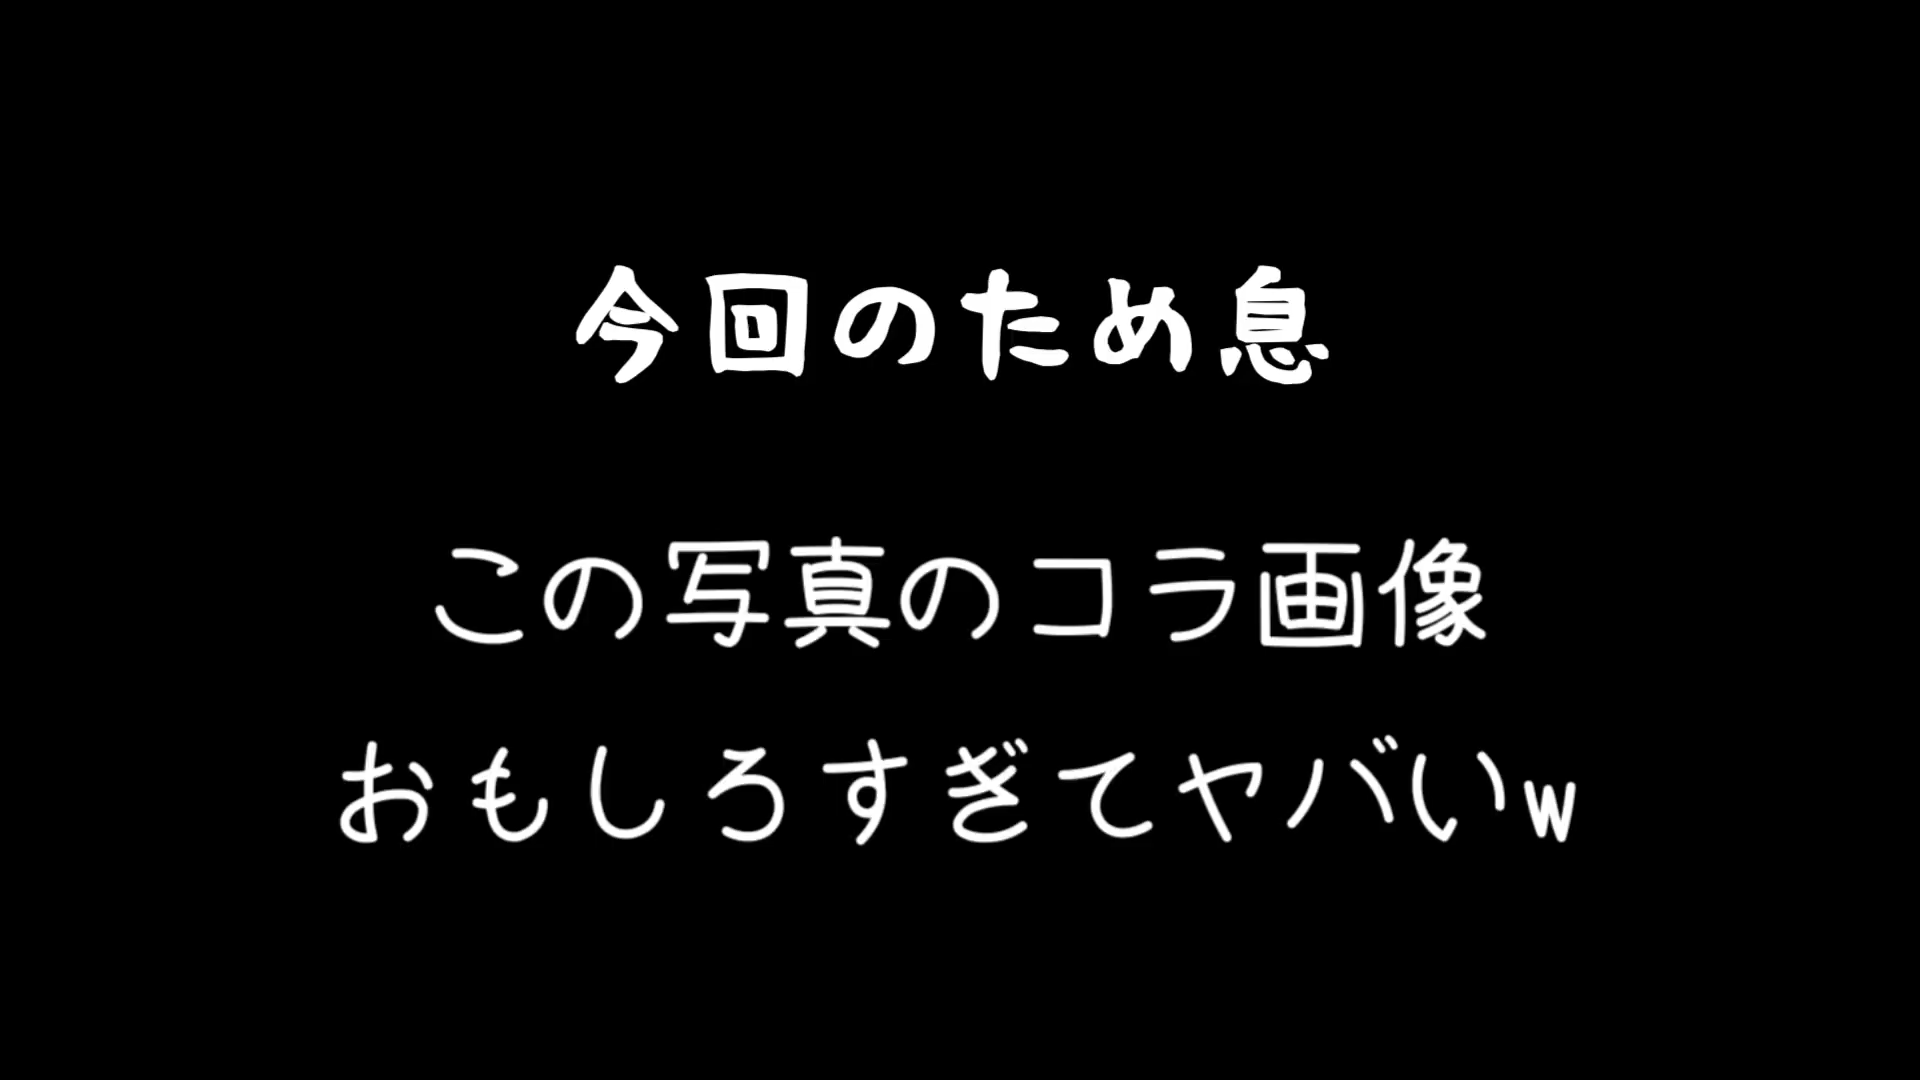 今回のため息
この写真のコラ画像
おもしろすぎてヤバいw